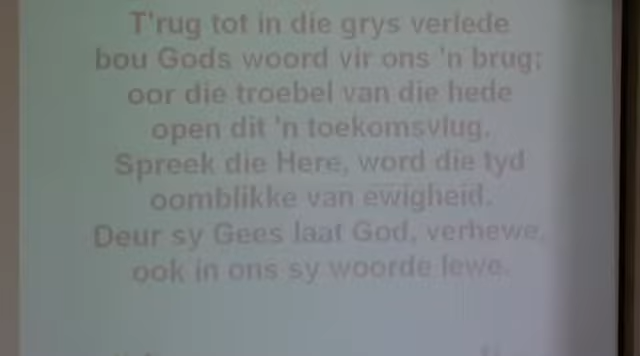 T'rug tot in die grys verlede
bou Gods woord vir ons 'n brug;
oor die troebel van die hede
open dit 'n toekomsvlug.
Spreek die Here, word die tyd
oomblikke van ewigheid.
Deur sy Gees laat God, verhewe,
ook in ons sy woorde lewe.